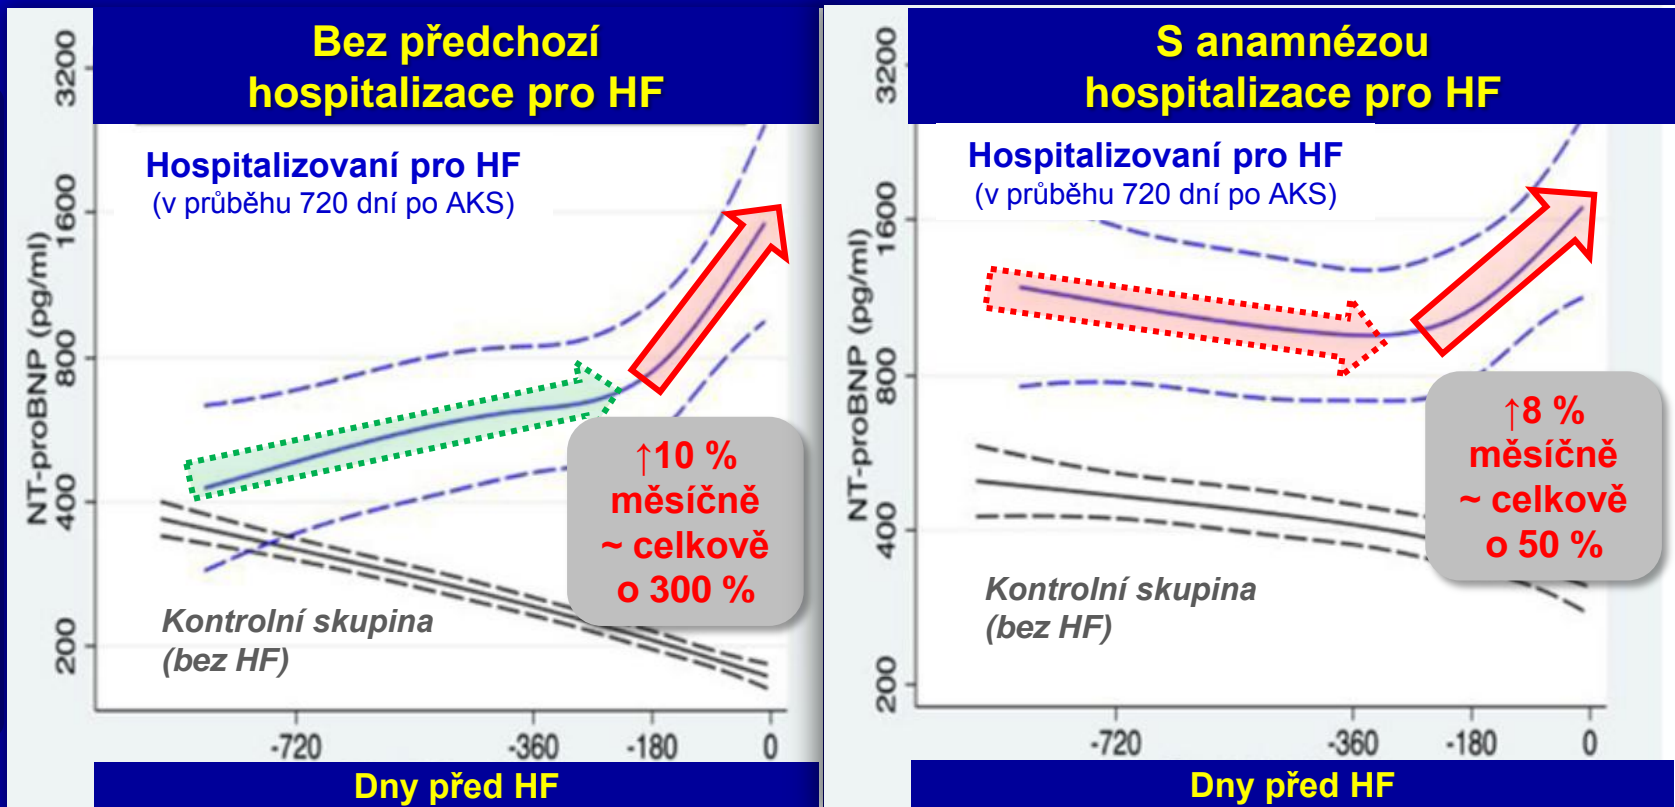 Bez předchozí
hospitalizace pro HF
Hospitalizovaní pro HF
(v průběhu 720 dní po AKS)
NT-proBNP (pg/ml)
3200
1600
800
400
200
↑10 %
měsíčně
~ celkově
o 300 %
Kontrolní skupina
(bez HF)
-720
-360
-180
0
Dny před HF
S anamnézou
hospitalizace pro HF
Hospitalizovaní pro HF
(v průběhu 720 dní po AKS)
NT-proBNP (pg/ml)
3200
1600
800
400
200
↑8 %
měsíčně
~ celkově
o 50 %
Kontrolní skupina
(bez HF)
-720
-360
-180
0
Dny před HF